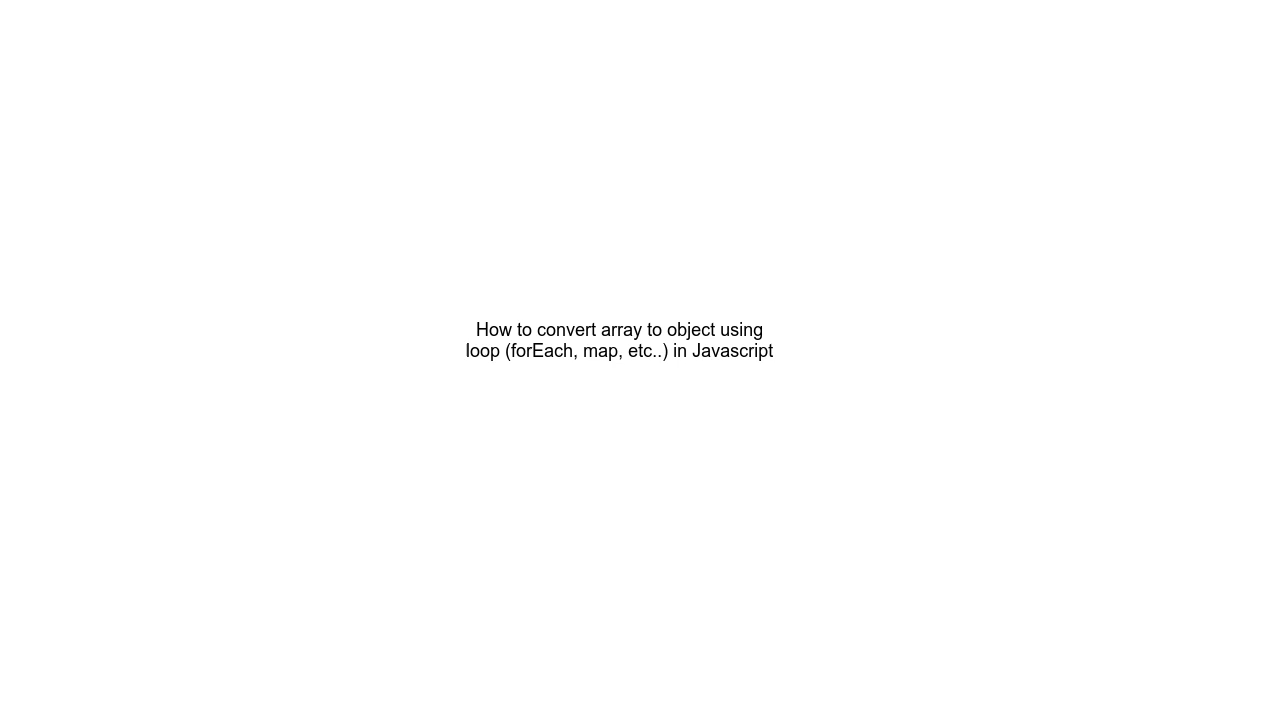 How to convert array to object using
loop (forEach, map, etc..) in Javascript